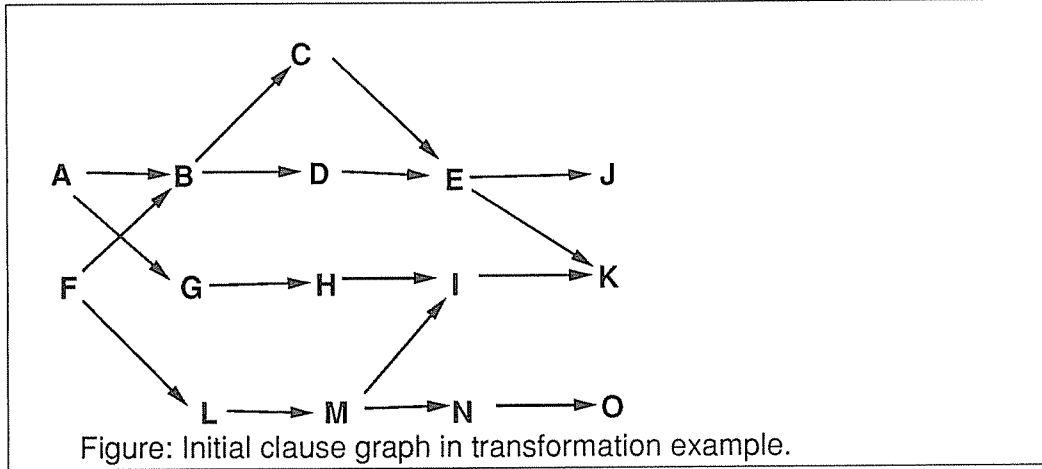 C
A B D E J
F G H I K
L M N O
Figure: Initial clause graph in transformation example.